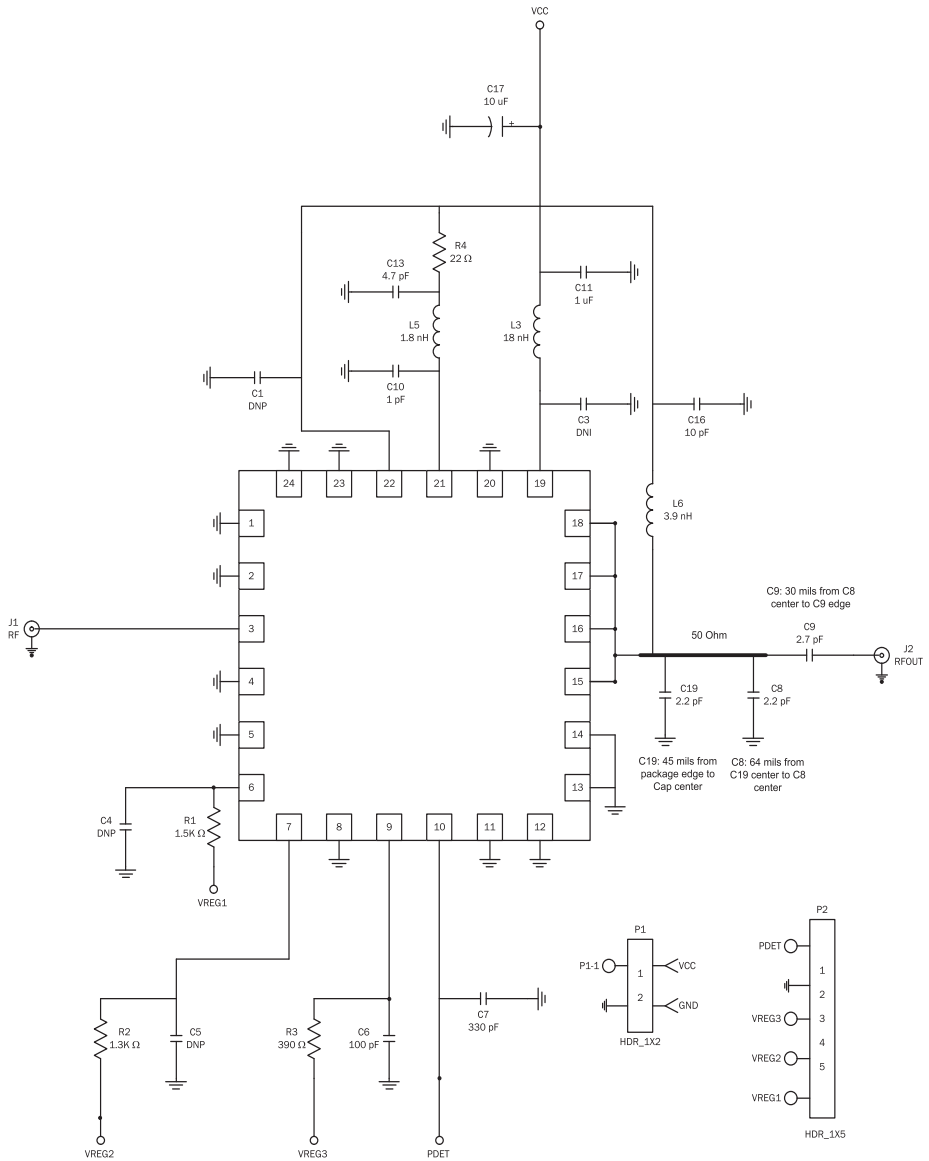 VCC
C17
10 uF
+
R4
22 Ω
C13
4.7 pF
C11
1 uF
L5
1.8 nH
L3
18 nH
C10
1 pF
C1
DNP
C3
DNI
C16
10 pF
24
23
22
21
20
19
L6
3.9 nH
1
18
2
17
C9: 30 mils from C8
center to C9 edge
J1
RF
3
16
50 Ohm
C9
2.7 pF
J2
RFOUT
4
15
C19
2.2 pF
C8
2.2 pF
5
14
C19: 45 mils from
package edge to
Cap center
C8: 64 mils from
C19 center to C8
center
6
13
C4
DNP
R1
1.5K Ω
7
8
9
10
11
12
VREG1
P1
P1-1
1
2
VCC
GND
HDR_1X2
P2
PDET
1
2
VREG3
3
4
VREG2
5
VREG1
HDR_1X5
R2
1.3K Ω
C5
DNP
R3
390 Ω
C6
100 pF
C7
330 pF
VREG2
VREG3
PDET